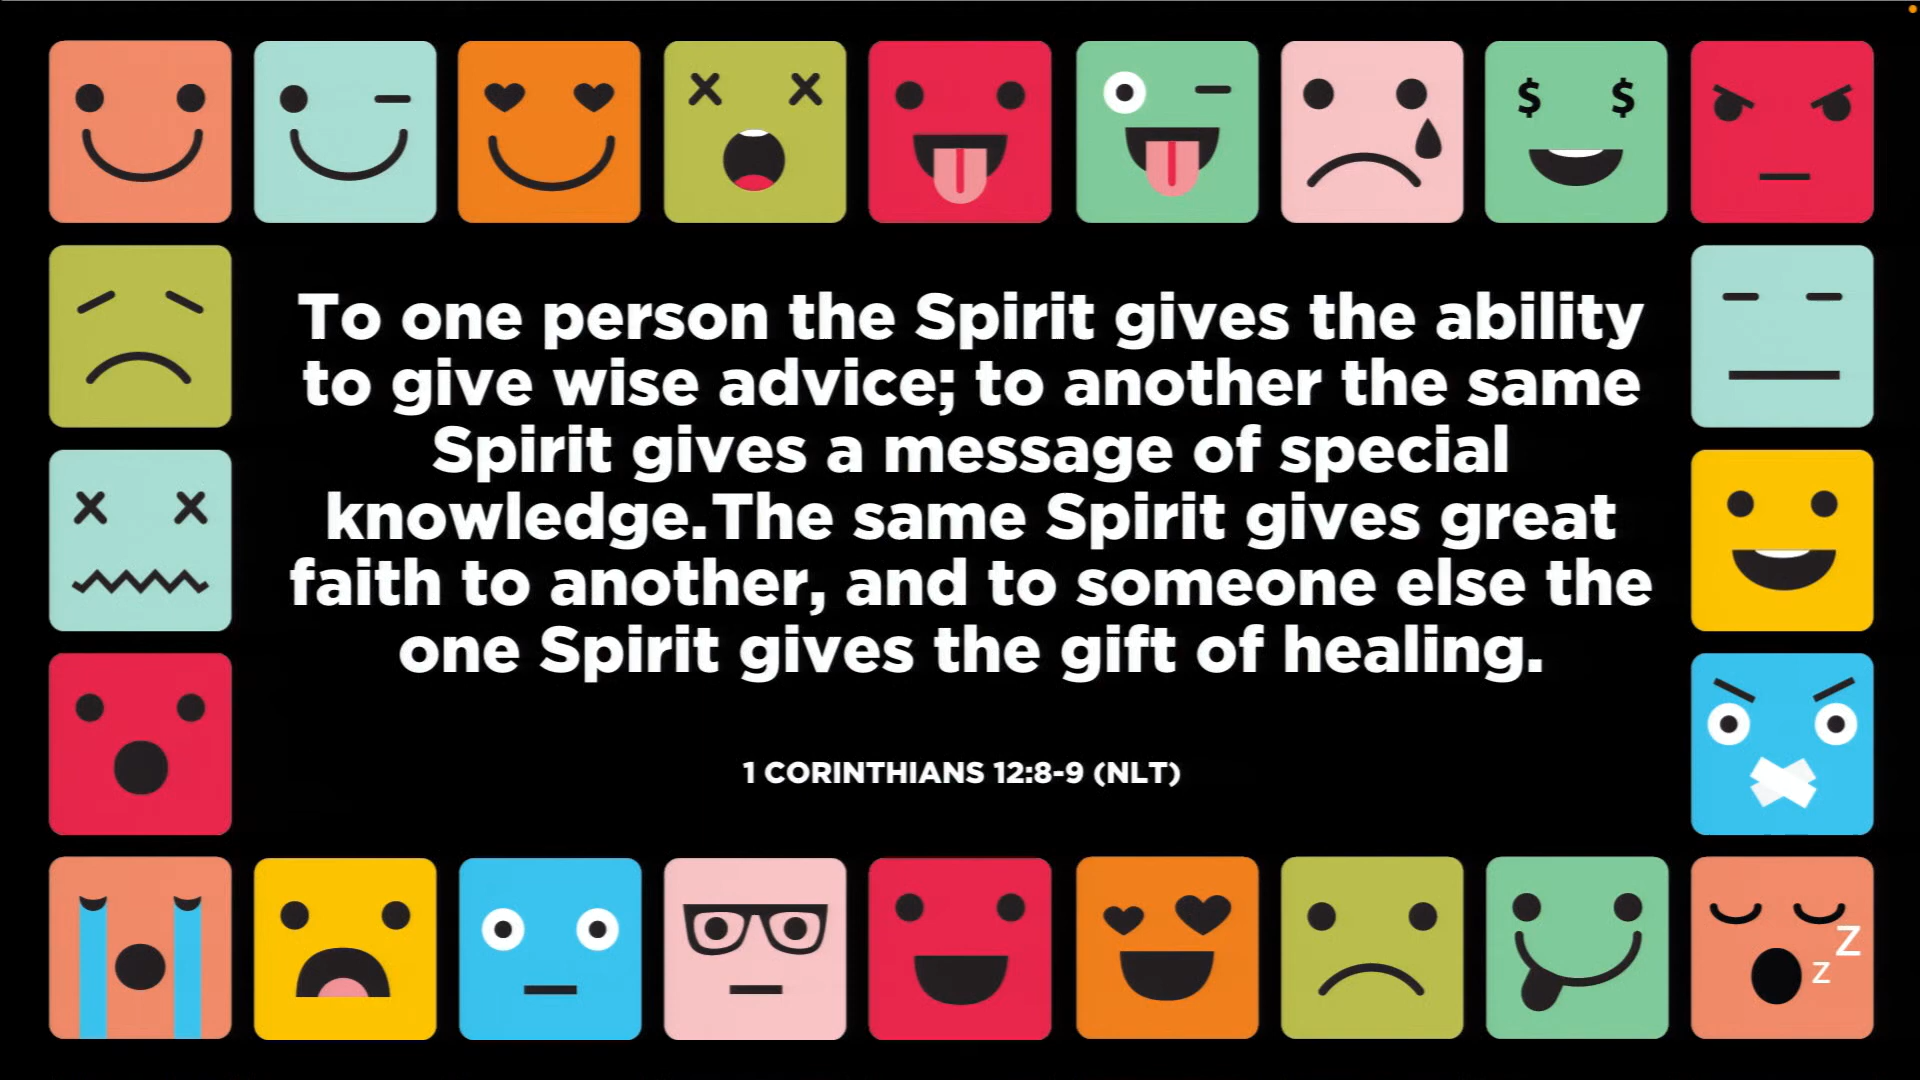 $ $
To one person the Spirit gives the ability
to give wise advice; to another the same
Spirit gives a message of special
knowledge.The same Spirit gives great
faith to another, and to someone else the
one Spirit gives the gift of healing.
1 CORINTHIANS 12:8-9 (NLT)
Z
z